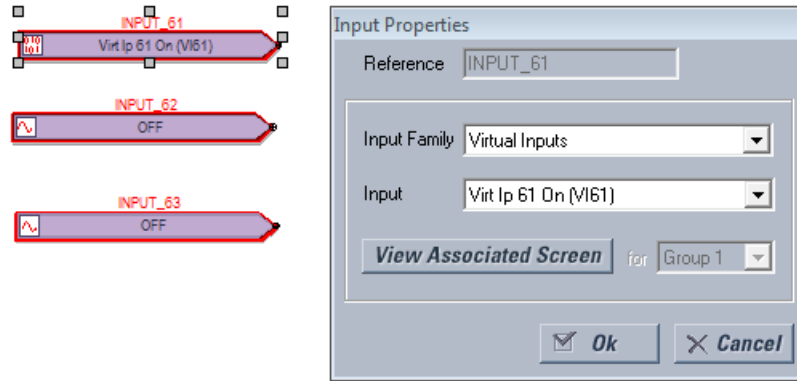 INPUT_61
Virt Ip 61 On (VI61)
INPUT_62
OFF
INPUT_63
OFF
Input Properties
Reference INPUT_61
Input Family Virtual Inputs
Input Virt Ip 61 On (VI61)
View Associated Screen for Group 1
Ok Cancel